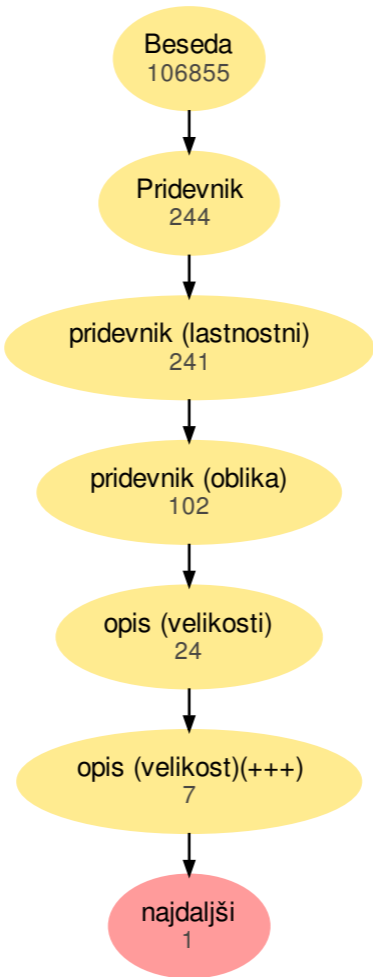 Beseda
106855
Pridevnik
244
pridevnik (lastnostni)
241
pridevnik (oblika)
102
opis (velikosti)
24
opis (velikost)(+++)
7
najdaljši
1